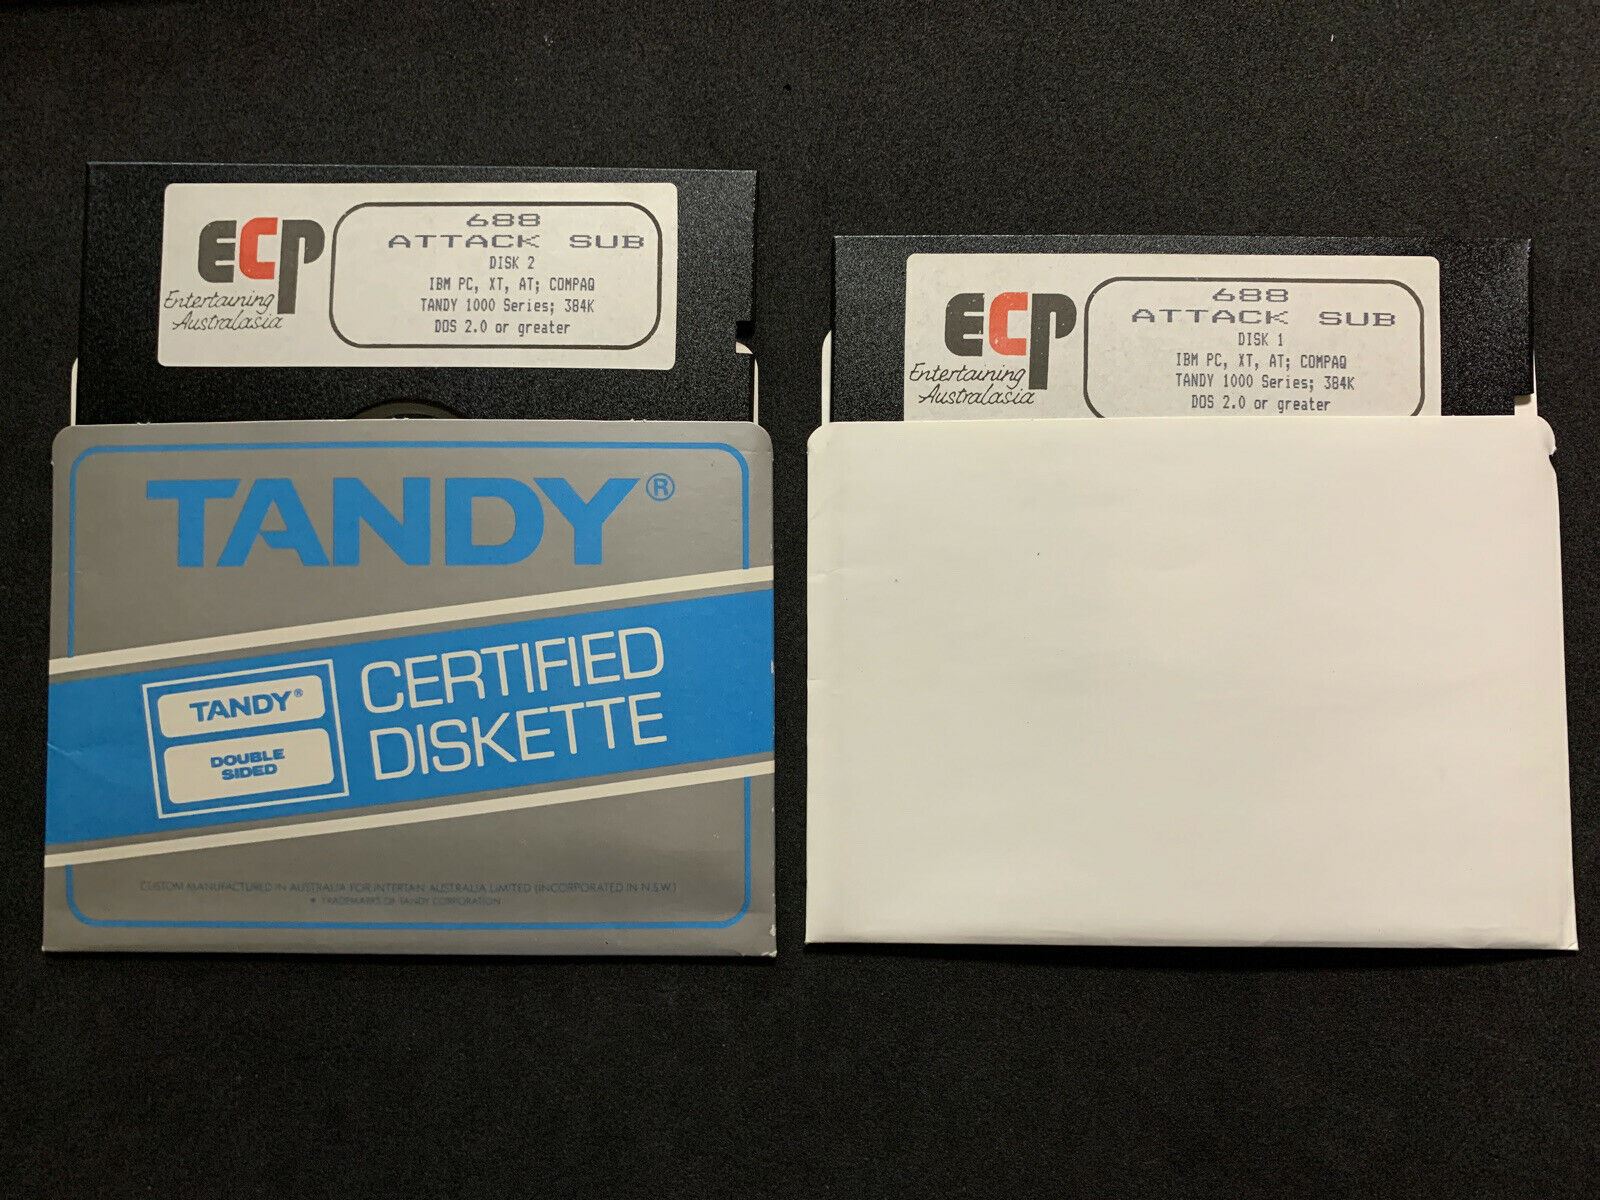 ECP
Entertaining
Australasia
688
ATTACK SUB
DISK 2
IBM PC, XT, AT; COMPAQ
TANDY 1000 Series; 384K
DOS 2.0 or greater
TANDY®
TANDY®
DOUBLE
SIDED
CERTIFIED
DISKETTE
CUSTOM MANUFACTURED IN AUSTRALIA FOR INTERTAN AUSTRALIA LIMITED (INCORPORATED IN N.S.W.)
* TRADEMARKS OF TANDY CORPORATION
ECP
Entertaining
Australasia
688
ATTACK SUB
DISK 1
IBM PC, XT, AT; COMPAQ
TANDY 1000 Series; 384K
DOS 2.0 or greater